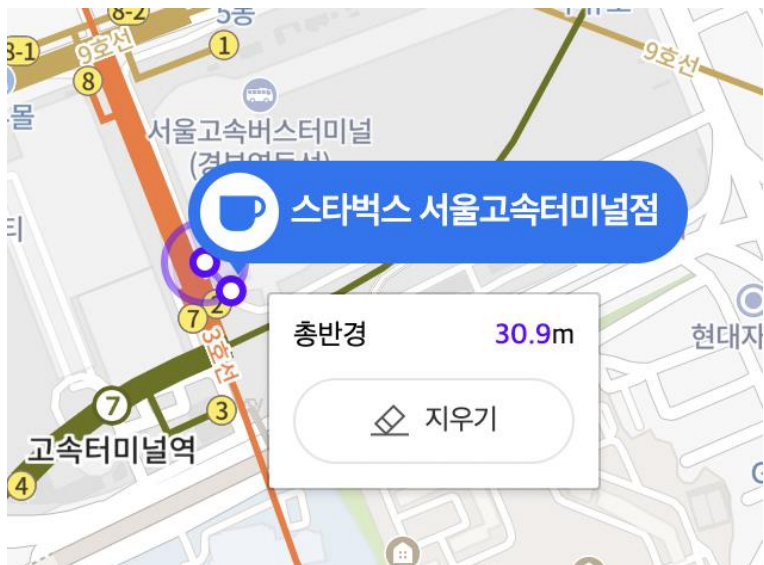 8-2
5동
8-1
9호선
1
9호선
8
몰
서울고속버스터미널
스타벅스 서울고속터미널점
티
2
7
3호선
총반경 30.9m
현대자
7
3
지우기
고속터미널역
4
G